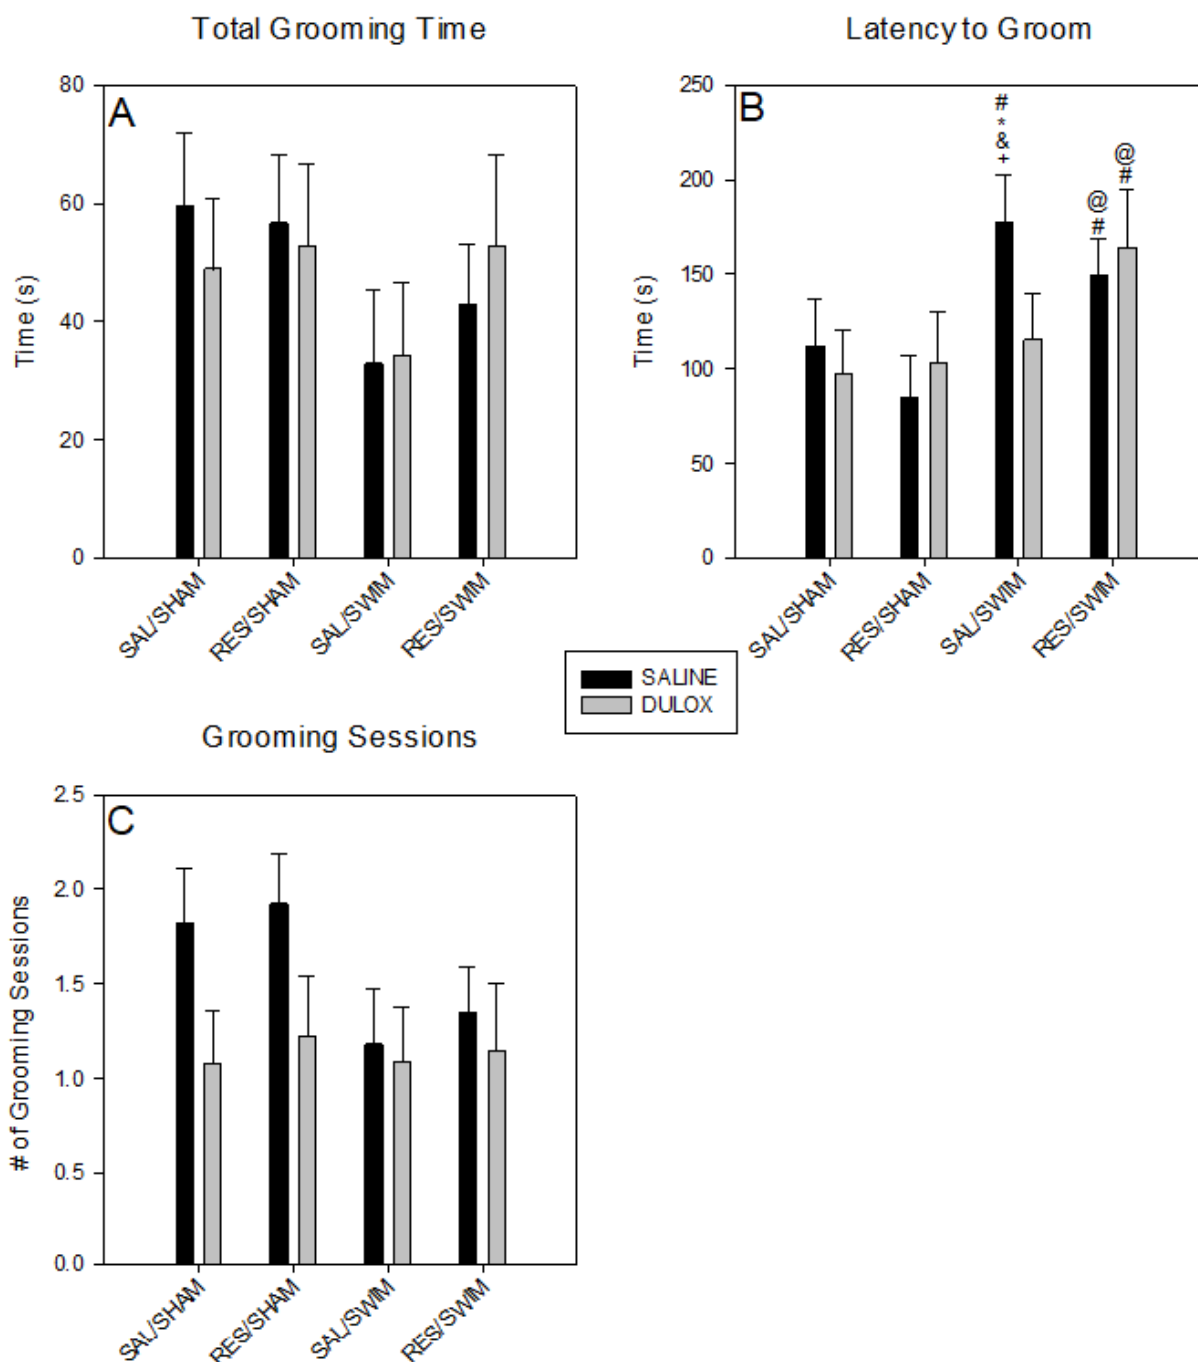 Total Grooming Time
A
Time (s)
80
60
40
20
0
SAL/SHAM
RES/SHAM
SAL/SWIM
RES/SWIM
Latency to Groom
B
Time (s)
250
200
150
100
50
0
#
*
&
+
@
#
@
#
SAL/SHAM
RES/SHAM
SAL/SWIM
RES/SWIM
SALINE
DULOX
Grooming Sessions
C
# of Grooming Sessions
2.5
2.0
1.5
1.0
0.5
0.0
SAL/SHAM
RES/SHAM
SAL/SWIM
RES/SWIM